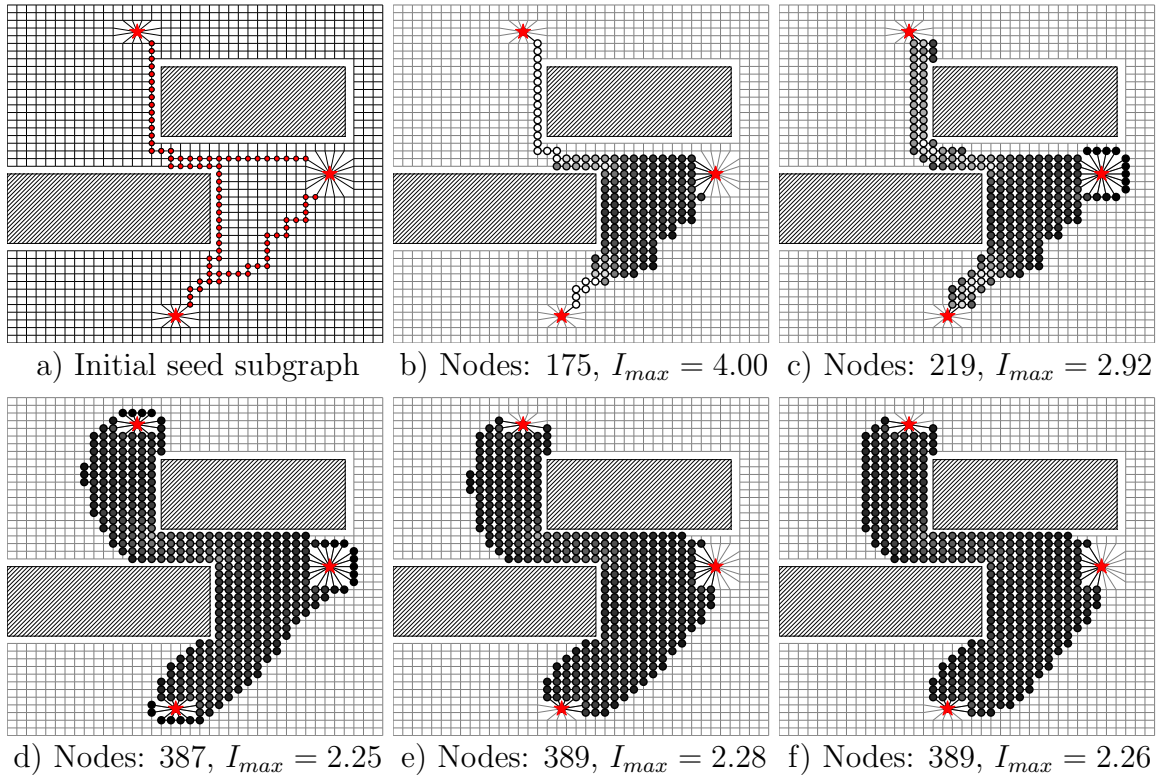 a) Initial seed subgraph
b) Nodes: 175, I_max = 4.00
c) Nodes: 219, I_max = 2.92
d) Nodes: 387, I_max = 2.25
e) Nodes: 389, I_max = 2.28
f) Nodes: 389, I_max = 2.26